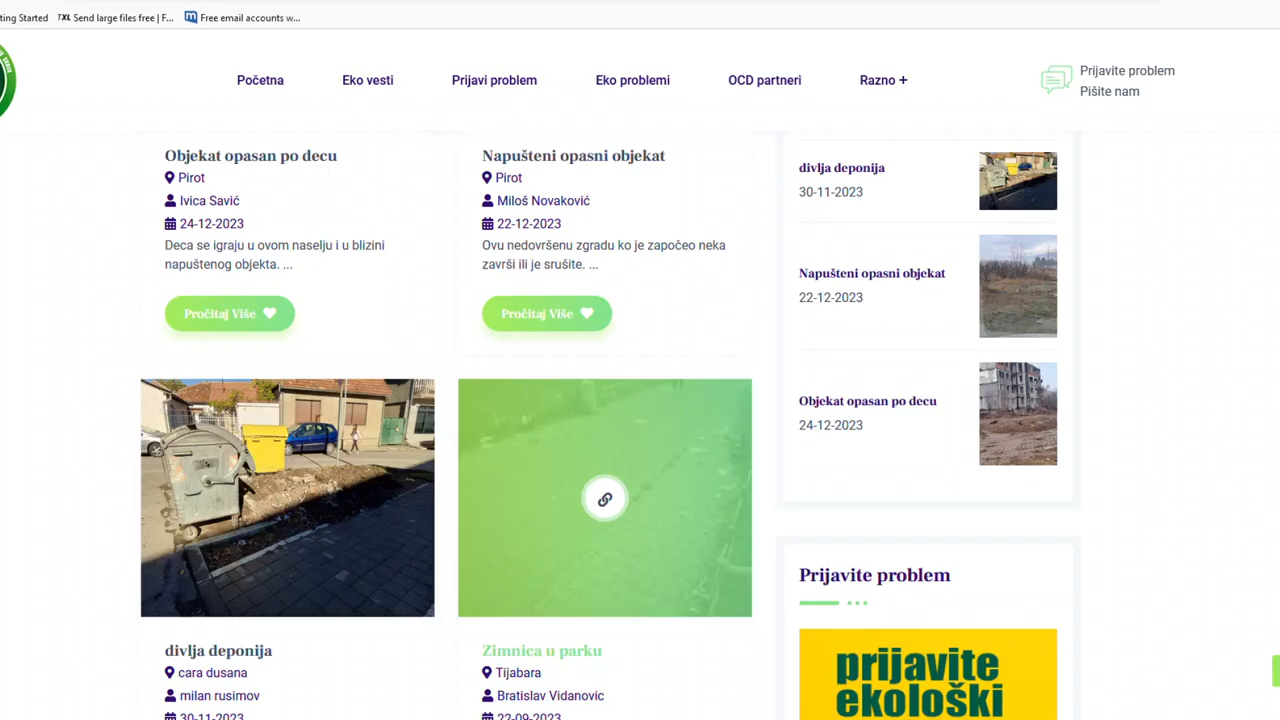 ting Started
TXL Send large files free | F...
Free email accounts w...
Početna
Eko vesti
Prijavi problem
Eko problemi
OCD partneri
Razno +
Prijavite problem
Pišite nam
Objekat opasan po decu
Pirot
Ivica Savić
24-12-2023
Deca se igraju u ovom naselju i u blizini
napuštenog objekta. ...
Pročitaj Više
Napušteni opasni objekat
Pirot
Miloš Novaković
22-12-2023
Ovu nedovršenu zgradu ko je započeo neka
završi ili je srušite. ...
Pročitaj Više
divlja deponija
cara dusana
milan rusimov
30-11-2023
Zimnica u parku
Tijabara
Bratislav Vidanovic
22-09-2023
divlja deponija
30-11-2023
Napušteni opasni objekat
22-12-2023
Objekat opasan po decu
24-12-2023
Prijavite problem
prijavite
ekološki